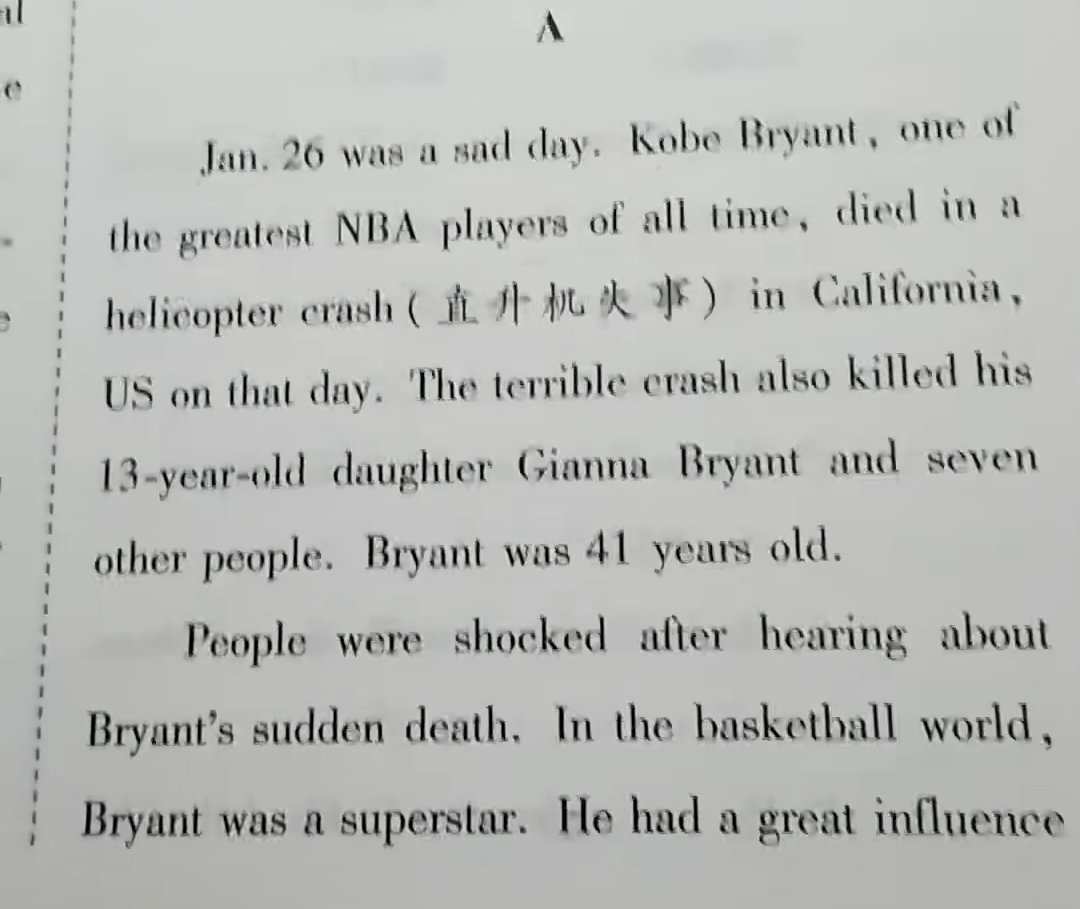 A
Jan. 26 was a sad day. Kobe Bryant, one of
the greatest NBA players of all time, died in a
helicopter crash(直升机失事) in California,
US on that day. The terrible crash also killed his
13-year-old daughter Gianna Bryant and seven
other people. Bryant was 41 years old.
People were shocked after hearing about
Bryant's sudden death. In the basketball world,
Bryant was a superstar. He had a great influence